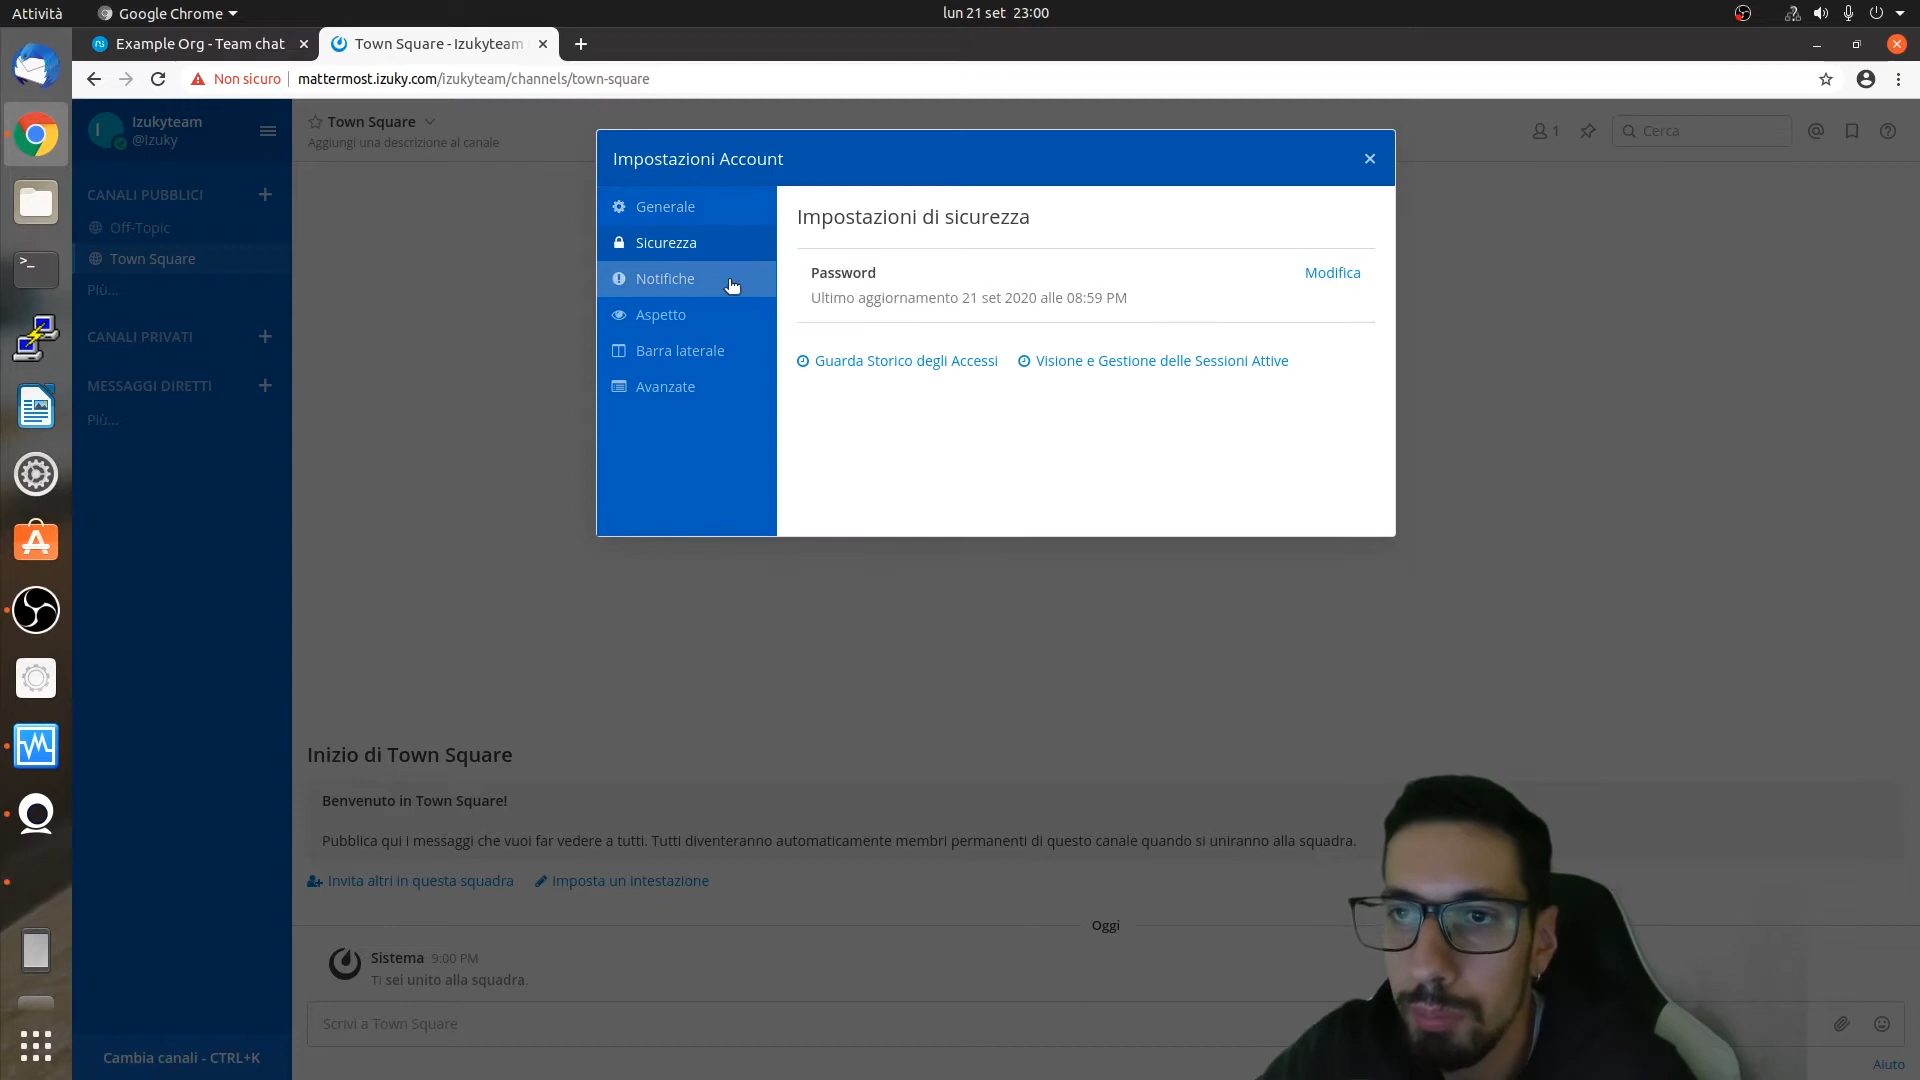 Attività
Google Chrome
lun 21 set 23:00
Example Org - Team chat
Town Square - Izukyteam
Non sicuro
mattermost.izuky.com/izukyteam/channels/town-square
I
Izukyteam
@izuky
CANALI PUBBLICI
Off-Topic
Town Square
Più...
CANALI PRIVATI
MESSAGGI DIRETTI
Più...
Cambia canali - CTRL+K
Town Square
Aggiungi una descrizione al canale
1
Cerca
Impostazioni Account
Generale
Sicurezza
Notifiche
Aspetto
Barra laterale
Avanzate
Impostazioni di sicurezza
Password
Modifica
Ultimo aggiornamento 21 set 2020 alle 08:59 PM
Guarda Storico degli Accessi
Visione e Gestione delle Sessioni Attive
Inizio di Town Square
Benvenuto in Town Square!
Pubblica qui i messaggi che vuoi far vedere a tutti. Tutti diventeranno automaticamente membri permanenti di questo canale quando si uniranno alla squadra.
Invita altri in questa squadra
Imposta un intestazione
Oggi
Sistema 9:00 PM
Ti sei unito alla squadra.
Scrivi a Town Square
Aiuto